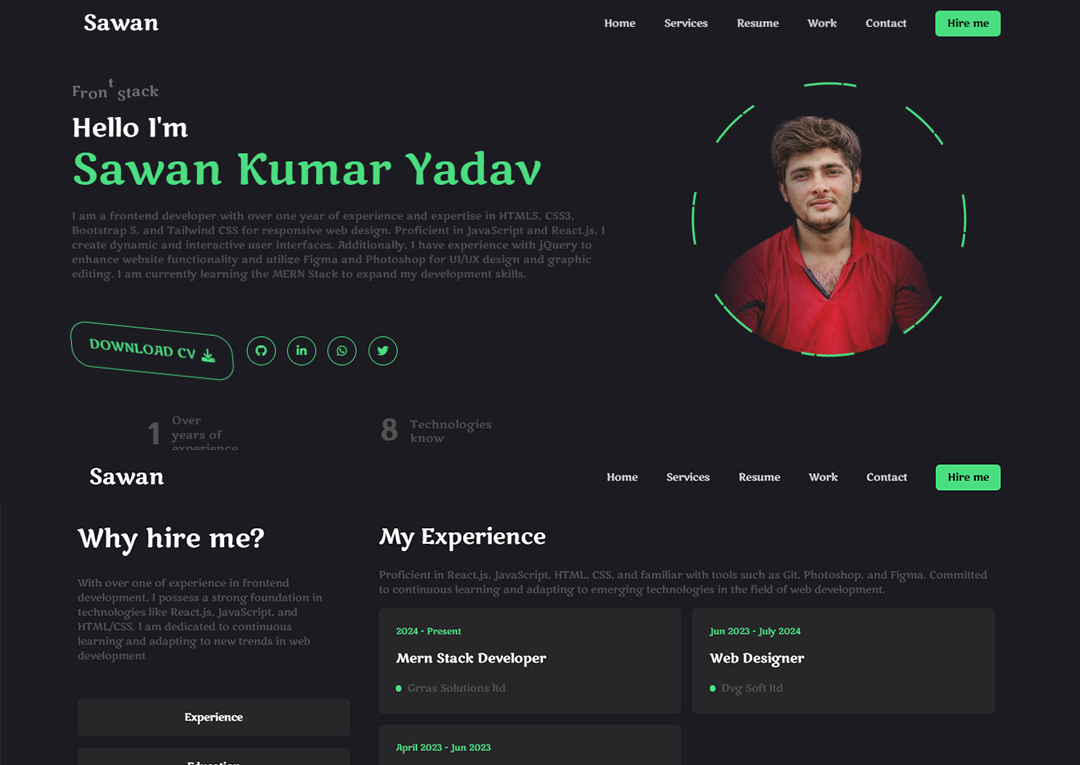 Sawan
Home Services Resume Work Contact Hire me
Front stack
Hello I'm
Sawan Kumar Yadav
I am a frontend developer with over one year of experience and expertise in HTML5, CSS3,
Bootstrap 5, and Tailwind CSS for responsive web design. Proficient in JavaScript and React.js, I
create dynamic and interactive user interfaces. Additionally, I have experience with jQuery to
enhance website functionality and utilize Figma and Photoshop for UI/UX design and graphic
editing. I am currently learning the MERN Stack to expand my development skills.
DOWNLOAD CV
1 Over
years of
experience
8 Technologies
know
Sawan
Home Services Resume Work Contact Hire me
Why hire me?
With over one of experience in frontend
development, I possess a strong foundation in
technologies like React.js, JavaScript, and
HTML/CSS. I am dedicated to continuous
learning and adapting to new trends in web
development
Experience
Education
My Experience
Proficient in React.js, JavaScript, HTML, CSS, and familiar with tools such as Git, Photoshop, and Figma. Committed
to continuous learning and adapting to emerging technologies in the field of web development.
2024 - Present
Mern Stack Developer
Grras Solutions ltd
Jun 2023 - July 2024
Web Designer
Dvg Soft ltd
April 2023 - Jun 2023